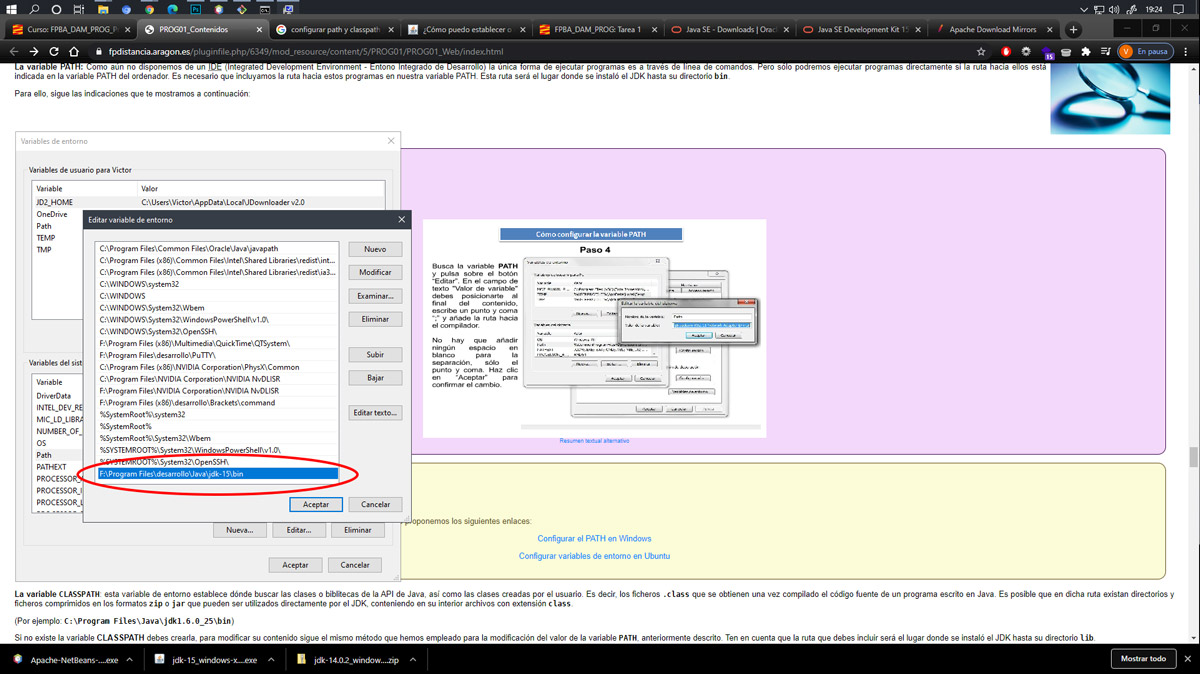 19:24
Curso: FPBA_DAM_PROG_P
PROG01_Contenidos
configurar path y classpath
¿Cómo puedo establecer o
FPBA_DAM_PROG: Tarea 1
Java SE - Downloads | Orac
Java SE Development Kit 15
Apache Download Mirrors
fpdistancia.aragon.es/pluginfile.php/6349/mod_resource/content/5/PROG01/PROG01_Web/index.html
15
V En pausa
La variable PATH: Como aún no disponemos de un IDE (Integrated Development Environment - Entono Integrado de Desarrollo) la única forma de ejecutar programas es a través de línea de comandos. Pero sólo podremos ejecutar programas directamente si la ruta hacia ellos está
indicada en la variable PATH del ordenador. Es necesario que incluyamos la ruta hacia estos programas en nuestra variable PATH. Esta ruta será el lugar donde se instaló el JDK hasta su directorio bin.
Para ello, sigue las indicaciones que te mostramos a continuación:
Variables de entorno
Variables de usuario para Victor
Variable Valor
JD2_HOME C:\Users\Victor\AppData\Local\JDownloader v2.0
OneDrive
Path
TEMP
TMP
Editar variable de entorno
C:\Program Files\Common Files\Oracle\Java\javapath
C:\Program Files (x86)\Common Files\Intel\Shared Libraries\redist\int...
C:\Program Files (x86)\Common Files\Intel\Shared Libraries\redist\ia3...
C:\WINDOWS\system32
C:\WINDOWS
C:\WINDOWS\System32\Wbem
C:\WINDOWS\System32\WindowsPowerShell\v1.0\
C:\WINDOWS\System32\OpenSSH\
F:\Program Files (x86)\Multimedia\QuickTime\QTSystem\
F:\Program Files\desarrollo\PuTTY\
C:\Program Files (x86)\NVIDIA Corporation\PhysX\Common
C:\Program Files\NVIDIA Corporation\NVIDIA NvDLISR
F:\Program Files\NVIDIA Corporation\NVIDIA NvDLISR
F:\Program Files (x86)\desarrollo\Brackets\command
%SystemRoot%\system32
%SystemRoot%
%SystemRoot%\System32\Wbem
%SYSTEMROOT%\System32\WindowsPowerShell\v1.0\
%SYSTEMROOT%\System32\OpenSSH\
F:\Program Files\desarrollo\Java\jdk-15\bin
Nuevo
Modificar
Examinar...
Eliminar
Subir
Bajar
Editar texto...
Aceptar
Cancelar
Variables del sist
Variable
DriverData
INTEL_DEV_RE
MIC_LD_LIBRA
NUMBER_OF_
OS
Path
PATHEXT
PROCESSOR_
PROCESSOR_I
PROCESSOR_L
PROCESSOR_
Nueva...
Editar...
Eliminar
Aceptar
Cancelar
Cómo configurar la variable PATH
Paso 4
Busca la variable PATH
y pulsa sobre el botón
"Editar". En el campo de
texto "Valor de variable"
debes posicionarte al
final del contenido,
escribe un punto y coma
";" y añade la ruta hacia
el compilador.
No hay que añadir
ningún espacio en
blanco para la
separación, sólo el
punto y coma. Haz clic
en "Aceptar" para
confirmar el cambio.
Resumen textual alternativo
proponemos los siguientes enlaces:
Configurar el PATH en Windows
Configurar variables de entorno en Ubuntu
La variable CLASSPATH: esta variable de entorno establece dónde buscar las clases o biblitecas de la API de Java, así como las clases creadas por el usuario. Es decir, los ficheros .class que se obtienen una vez compilado el código fuente de un programa escrito en Java. Es posible que en dicha ruta existan directorios y
ficheros comprimidos en los formatos zip o jar que pueden ser utilizados directamente por el JDK, conteniendo en su interior archivos con extensión class.
(Por ejemplo: C:\Program Files\Java\jdk1.6.0_25\bin)
Si no existe la variable CLASSPATH debes crearla, para modificar su contenido sigue el mismo método que hemos empleado para la modificación del valor de la variable PATH, anteriormente descrito. Ten en cuenta que la ruta que debes incluir será el lugar donde se instaló el JDK hasta su directorio lib.
Apache-NetBeans-....exe
jdk-15_windows-x....exe
jdk-14.0.2_window....zip
Mostrar todo